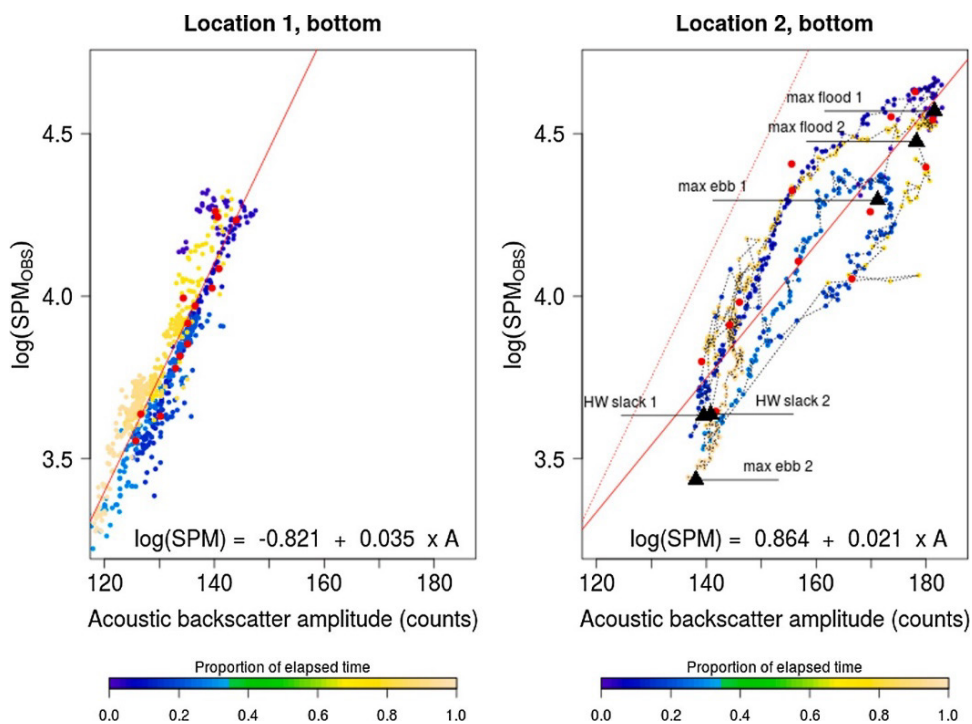 Location 1, bottom
log(SPM_OBS)
4.5
4.0
3.5
log(SPM) = -0.821 + 0.035 x A
120 140 160 180
Acoustic backscatter amplitude (counts)
Proportion of elapsed time
0.0 0.2 0.4 0.6 0.8 1.0
Location 2, bottom
log(SPM_OBS)
4.5
4.0
3.5
max flood 1
max flood 2
max ebb 1
HW slack 1
HW slack 2
max ebb 2
log(SPM) = 0.864 + 0.021 x A
120 140 160 180
Acoustic backscatter amplitude (counts)
Proportion of elapsed time
0.0 0.2 0.4 0.6 0.8 1.0